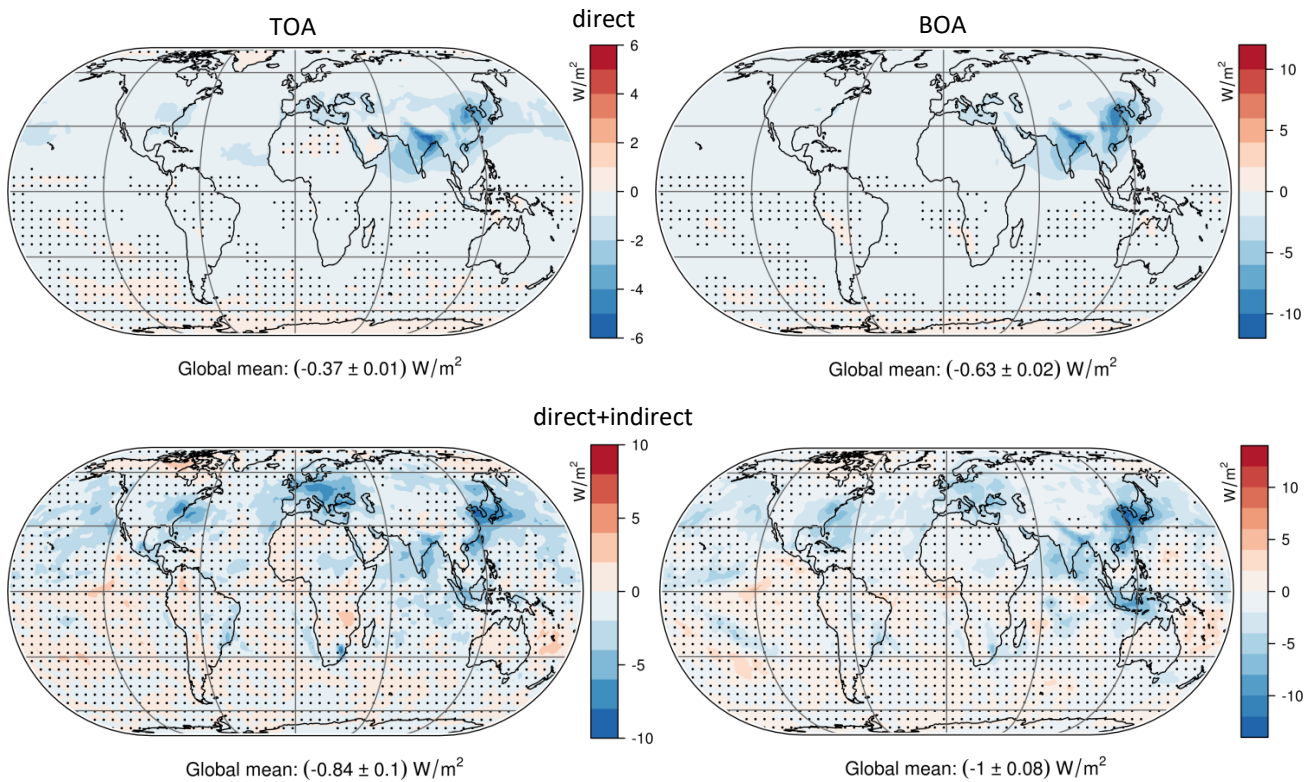 direct
TOA
BOA
W/m²
6
4
2
0
-2
-4
-6
W/m²
10
5
0
-5
-10
Global mean: (-0.37 ± 0.01) W/m²
Global mean: (-0.63 ± 0.02) W/m²
direct+indirect
W/m²
10
5
0
-5
-10
W/m²
10
5
0
-5
-10
Global mean: (-0.84 ± 0.1) W/m²
Global mean: (-1 ± 0.08) W/m²